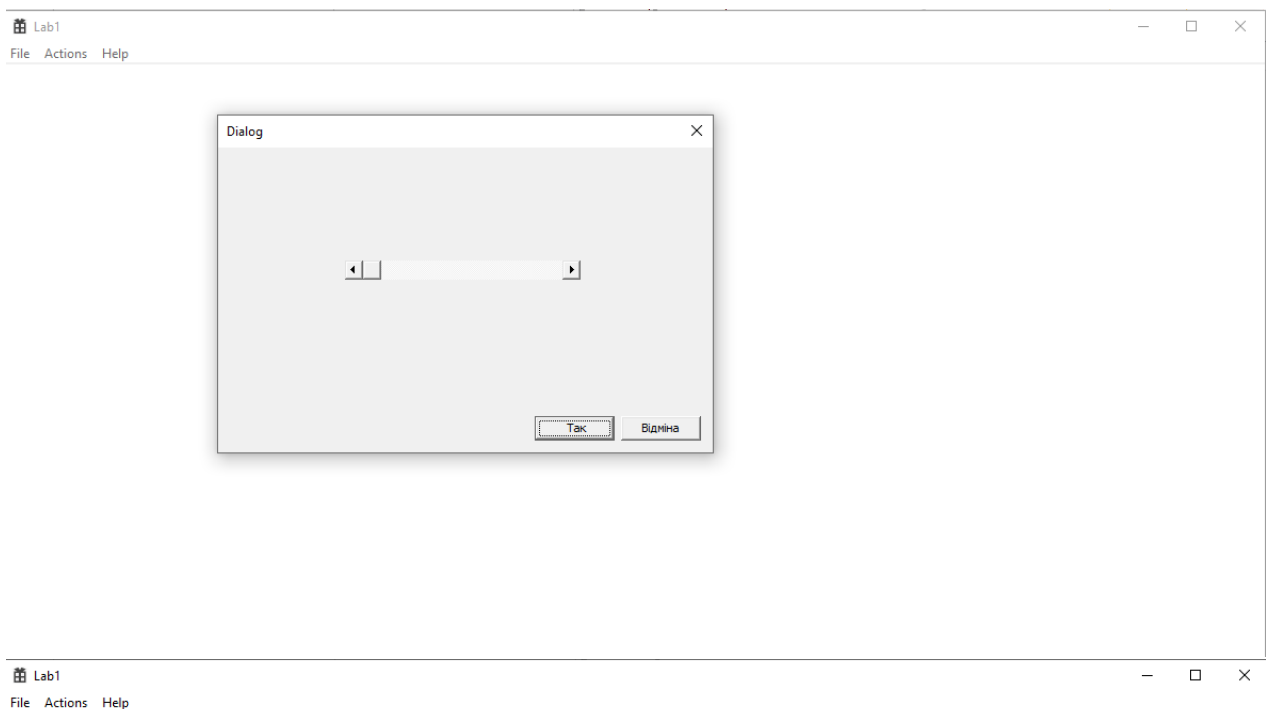 Lab1
File Actions Help
Dialog
Так Відміна
Lab1
File Actions Help